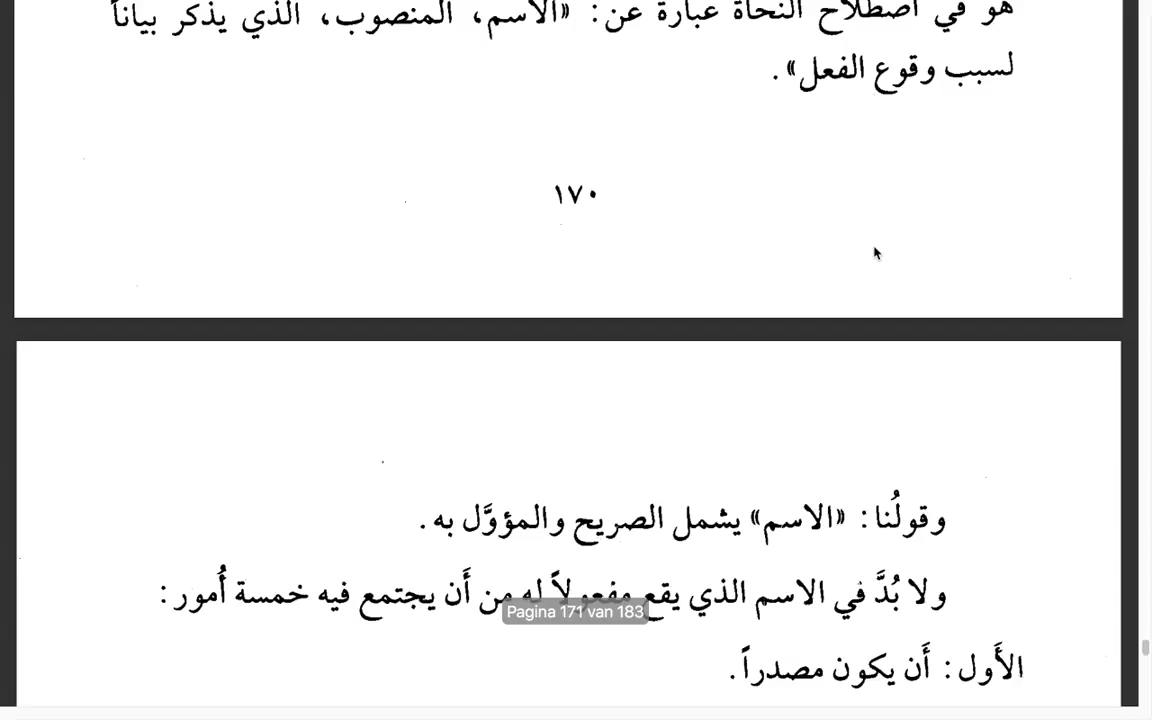 هو في اصطلاح النحاة عبارة عن: «الاسم، المنصوب، الذي يذكر بياناً
لسبب وقوع الفعل».
١٧٠
وقولُنا: «الاسم» يشمل الصريح والمؤوَّل به.
ولا بُدَّ في الاسم الذي يقع مفعولاً له من أَن يجتمع فيه خمسة أُمور:
Pagina 171 van 183
الأَول: أَن يكون مصدراً.